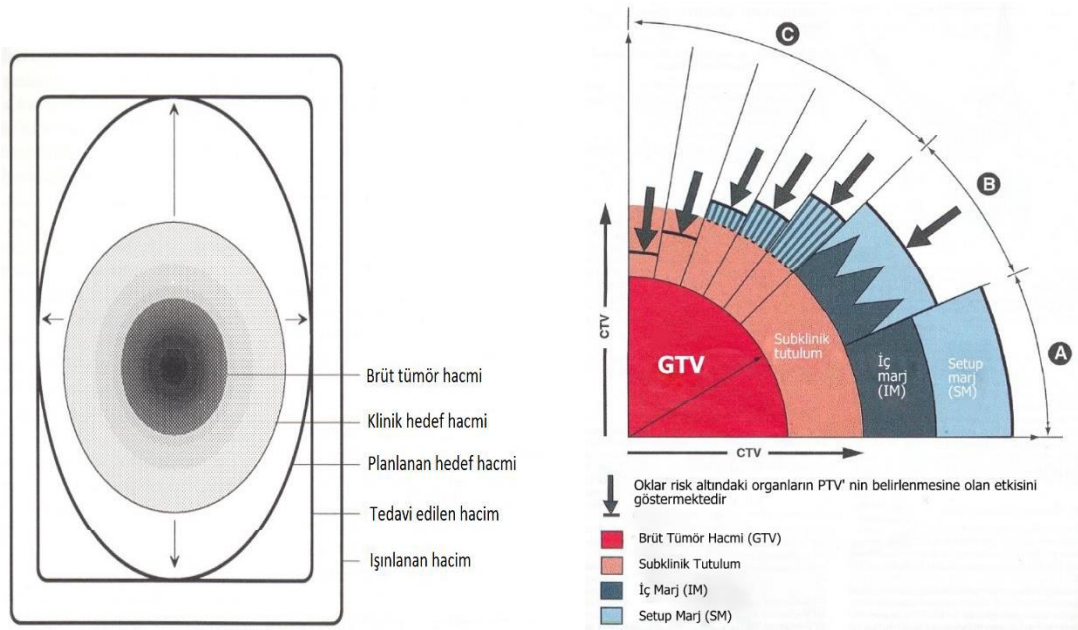 Brüt tümör hacmi
Klinik hedef hacmi
Planlanan hedef hacmi
Tedavi edilen hacim
Işınlanan hacim
C
B
A
CTV
GTV
Subklinik
tutulum
İç
marj
(IM)
Setup
marj
(SM)
CTV
Oklar risk altındaki organların PTV' nin belirlenmesine olan etkisini
göstermektedir
Brüt Tümör Hacmi (GTV)
Subklinik Tutulum
İç Marj (IM)
Setup Marj (SM)